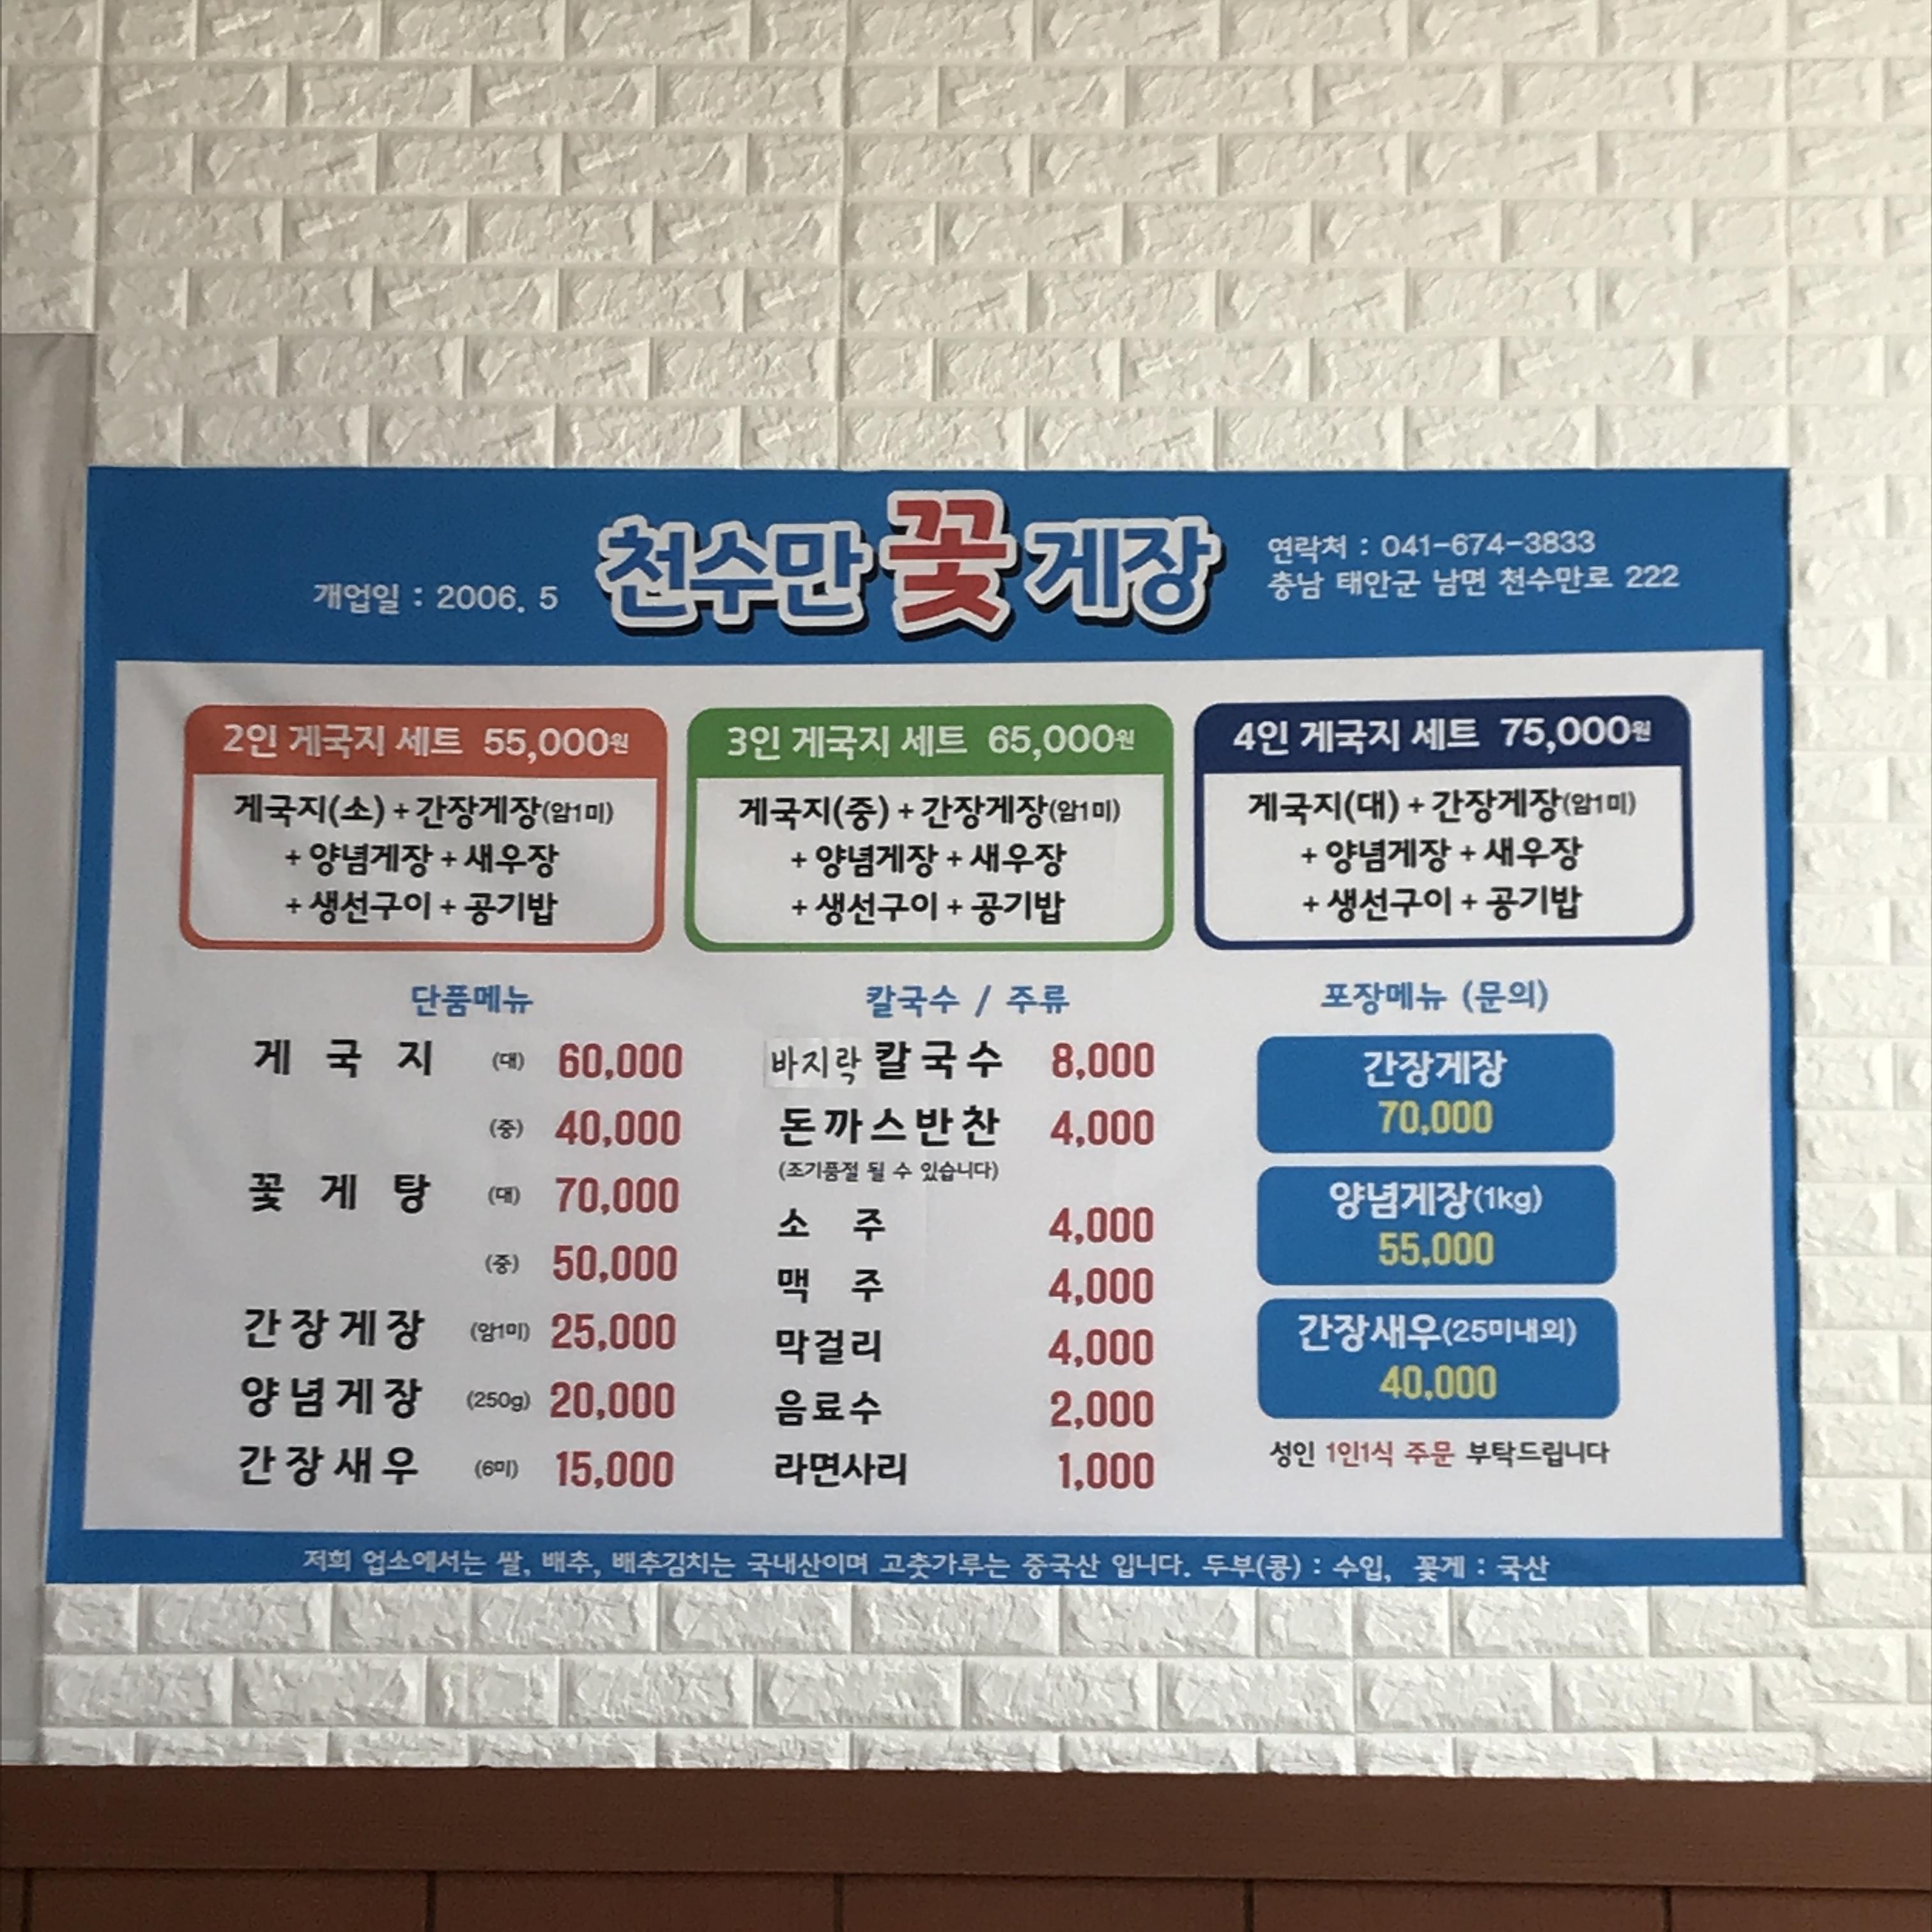 개업일 : 2006. 5
천수만 꽃 게장
연락처 : 041-674-3833
충남 태안군 남면 천수만로 222
2인 게국지 세트 55,000원
게국지(소) + 간장게장(암1미)
+ 양념게장 + 새우장
+ 생선구이 + 공기밥
3인 게국지 세트 65,000원
게국지(중) + 간장게장(암1미)
+ 양념게장 + 새우장
+ 생선구이 + 공기밥
4인 게국지 세트 75,000원
게국지(대) + 간장게장(암1미)
+ 양념게장 + 새우장
+ 생선구이 + 공기밥
단품메뉴
게국지 (대) 60,000
(중) 40,000
꽃게탕 (대) 70,000
(중) 50,000
간장게장 (암1미) 25,000
양념게장 (250g) 20,000
간장새우 (6미) 15,000
칼국수 / 주류
바지락 칼국수 8,000
돈까스반찬 4,000
(조기품절 될 수 있습니다)
소주 4,000
맥주 4,000
막걸리 4,000
음료수 2,000
라면사리 1,000
포장메뉴 (문의)
간장게장
70,000
양념게장(1kg)
55,000
간장새우(25미내외)
40,000
성인 1인1식 주문 부탁드립니다
저희 업소에서는 쌀, 배추, 배추김치는 국내산이며 고춧가루는 중국산 입니다. 두부(콩) : 수입, 꽃게 : 국산